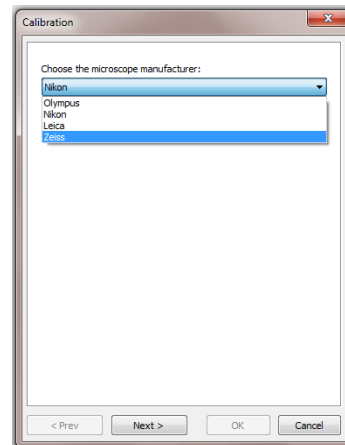 Calibration
Choose the microscope manufacturer:
Nikon
Olympus
Nikon
Leica
Zeiss
< Prev Next > OK Cancel